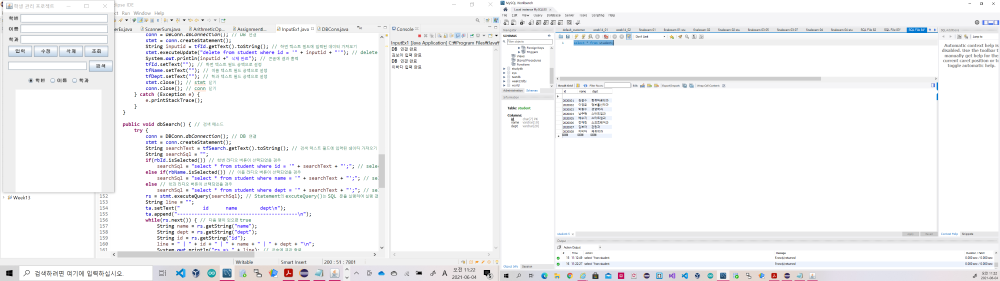 학생 관리 프로젝트
학번
이름
학과
입력 수정 삭제 조회
검색
학번 이름 학과
Week13
clipse IDE
ct Run Window Help
nerEx.java ScannerSum.java ArithmeticOp... AssignmentI... InputEx1.java DBConn.java
conn = DBConn.dbConnection(); // DB 연결
stmt = conn.createStatement();
String inputid = tfId.getText().toString(); // 학번 텍스트 필드에 입력된 데이터 가져오기
stmt.executeUpdate("delete from student where id = '" + inputid + "'"); // delete
System.out.println(inputid +" 삭제 완료"); // 콘솔에 결과 출력
tfId.setText(""); // 학번 텍스트 필드 공백으로 설정
tfName.setText(""); // 이름 텍스트 필드 공백으로 설정
tfDept.setText(""); // 학과 텍스트 필드 공백으로 설정
stmt.close(); // stmt 닫기
conn.close(); // conn 닫기
} catch (Exception e) {
e.printStackTrace();
}
}
public void dbSearch() { // 검색 메소드
try {
conn = DBConn.dbConnection(); // DB 연결
stmt = conn.createStatement();
String searchText = tfSearch.getText().toString(); // 검색 텍스트 필드에 입력된 데이터 가져오기
String searchSql = "";
if(rbId.isSelected()) // 학번 라디오 버튼이 선택되었을 경우
searchSql = "select * from student where id = '" + searchText + "';"; // selec
else if(rbName.isSelected()) // 이름 라디오 버튼이 선택되었을 경우
searchSql = "select * from student where name = '" + searchText + "';"; // se
else // 학과 라디오 버튼이 선택되었을 경우
searchSql = "select * from student where dept = '" + searchText + "';"; // se
152 rs = stmt.executeQuery(searchSql); // Statement의 excuteQuery()는 SQL 문을 실행하여 실행 결
153 String line = "";
154 ta.setText(" id name dept\n");
155 ta.append("------------------------------------------\n");
156 while(rs.next()) { // 다음 행이 있으면 true
157 String name = rs.getString("name");
158 String dept = rs.getString("dept");
159 String id = rs.getString("id");
160 line = " | " + id + " | " + name + " | " + dept + "\n";
161 System.out.println("rs => " + line); // 콘솔에 결과 출력
Console
InputEx1 [Java Application] C:₩Program Files₩Java₩
DB 연결 완료
김보아 입력 완료
DB 연결 완료
이바다 입력 완료
Writable Smart Insert 200 : 51 : 7801
검색하려면 여기에 입력하십시오.
A 오전 11:22
2021-06-04
5
MySQL Workbench
Local instance MySQL80
File Edit View Query Database Server Tools Scripting Help
Navigator
SCHEMAS
Filter objects
Foreign Keys
Triggers
Views
Stored Procedures
Functions
studydb
sys
testdb
week13db;
world
Administration Schemas
Information
Table: student
Columns:
id char(7) PK
name varchar(10)
dept varchar(20)
Object Info Session
default_customer week14_01 week14_02 finalexam-01 finalexam-01-stu finalexam-02 finalexam-02-stu finalexam-03-05 finalexam-03-07 finalexam-04 finalexam-04-stu SQL File 82 SQL File 83* SQL File 84*
Don't Limit
1 select * from student;
Result Grid Filter Rows: Edit: Export/Import: Wrap Cell Content:
id name dept
2020001 김철수 컴퓨터공학과
2020002 이영희 정보통신학과
2020003 박철수 경영학과
2020004 남주혁 스타트업과
2020005 배수지 스타트업과
2020006 전채린 소프트웨어과
2020007 김보아 관광과
2020008 이바다 체육학과
NULL NULL NULL
student 5 Apply Revert
Output
Action Output
# Time Action Message Duration / Fetch
15 11:12:49 select * from student 6 row(s) returned 0.000 sec / 0.000 sec
16 11:22:27 select * from student 9 row(s) returned 0.000 sec / 0.000 sec
SQL Additions
Jump to
Automatic context help is
disabled. Use the toolbar t
manually get help for the
current caret position or t
toggle automatic help.
Context Help Snippets
오전 11:22
2021-06-04